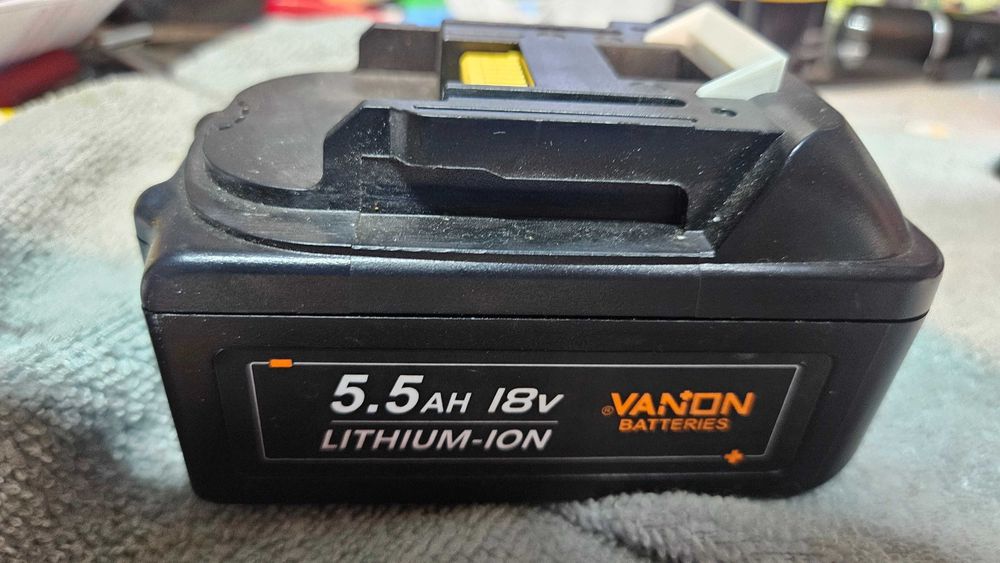 5.5AH 18V
LITHIUM-ION
®VANON
BATTERIES